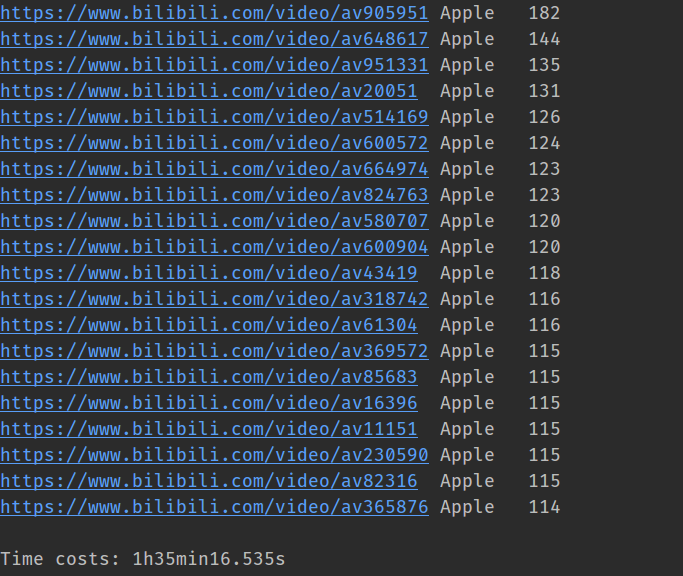 https://www.bilibili.com/video/av905951 Apple 182
https://www.bilibili.com/video/av648617 Apple 144
https://www.bilibili.com/video/av951331 Apple 135
https://www.bilibili.com/video/av20051 Apple 131
https://www.bilibili.com/video/av514169 Apple 126
https://www.bilibili.com/video/av600572 Apple 124
https://www.bilibili.com/video/av664974 Apple 123
https://www.bilibili.com/video/av824763 Apple 123
https://www.bilibili.com/video/av580707 Apple 120
https://www.bilibili.com/video/av600904 Apple 120
https://www.bilibili.com/video/av43419 Apple 118
https://www.bilibili.com/video/av318742 Apple 116
https://www.bilibili.com/video/av61304 Apple 116
https://www.bilibili.com/video/av369572 Apple 115
https://www.bilibili.com/video/av85683 Apple 115
https://www.bilibili.com/video/av16396 Apple 115
https://www.bilibili.com/video/av11151 Apple 115
https://www.bilibili.com/video/av230590 Apple 115
https://www.bilibili.com/video/av82316 Apple 115
https://www.bilibili.com/video/av365876 Apple 114
Time costs: 1h35min16.535s